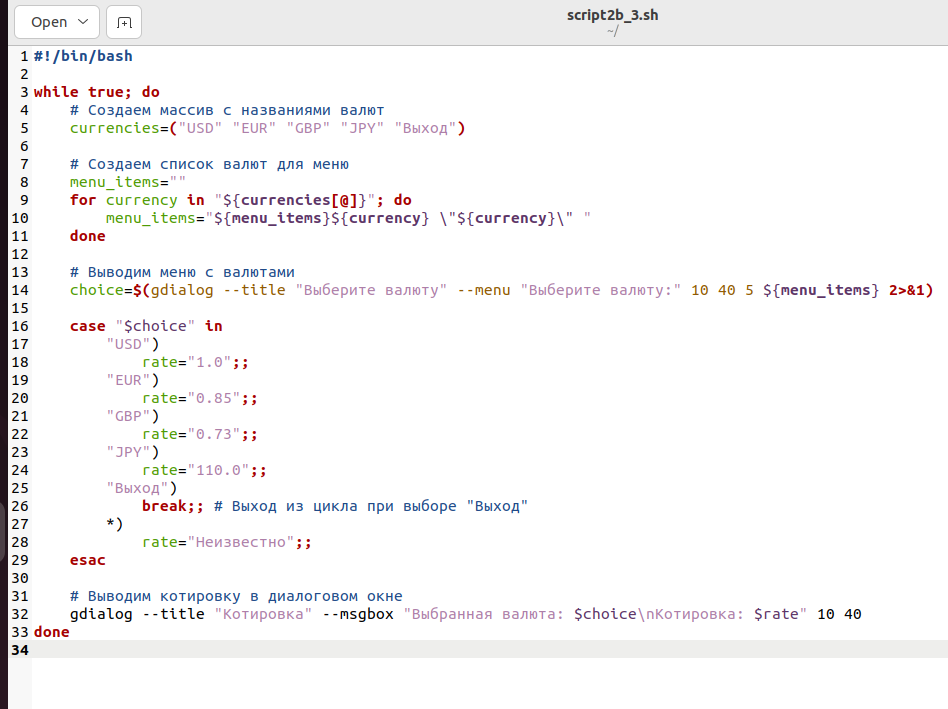 Open
script2b_3.sh
~/
1 #!/bin/bash
2
3 while true; do
4     # Создаем массив с названиями валют
5     currencies=("USD" "EUR" "GBP" "JPY" "Выход")
6
7     # Создаем список валют для меню
8     menu_items=""
9     for currency in "${currencies[@]}"; do
10         menu_items="${menu_items}${currency} \"${currency}\" "
11     done
12
13     # Выводим меню с валютами
14     choice=$(gdialog --title "Выберите валюту" --menu "Выберите валюту:" 10 40 5 ${menu_items} 2>&1)
15
16     case "$choice" in
17         "USD")
18             rate="1.0";;
19         "EUR")
20             rate="0.85";;
21         "GBP")
22             rate="0.73";;
23         "JPY")
24             rate="110.0";;
25         "Выход")
26             break;; # Выход из цикла при выборе "Выход"
27         *)
28             rate="Неизвестно";;
29     esac
30
31     # Выводим котировку в диалоговом окне
32     gdialog --title "Котировка" --msgbox "Выбранная валюта: $choice\nКотировка: $rate" 10 40
33 done
34